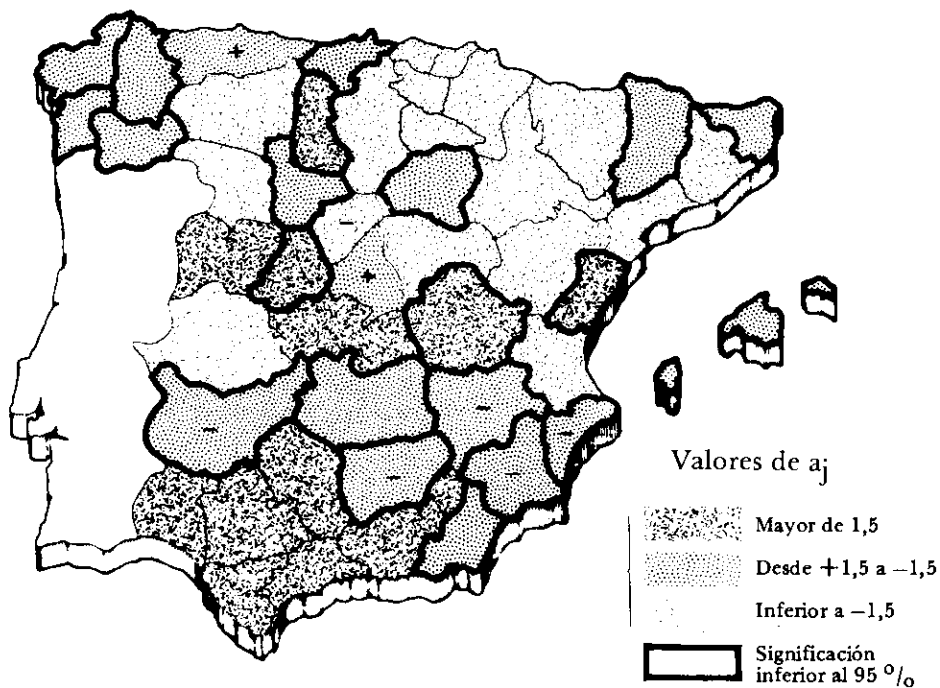 Valores de aj
Mayor de 1,5
Desde +1,5 a −1,5
Inferior a −1,5
Significación
inferior al 95 %